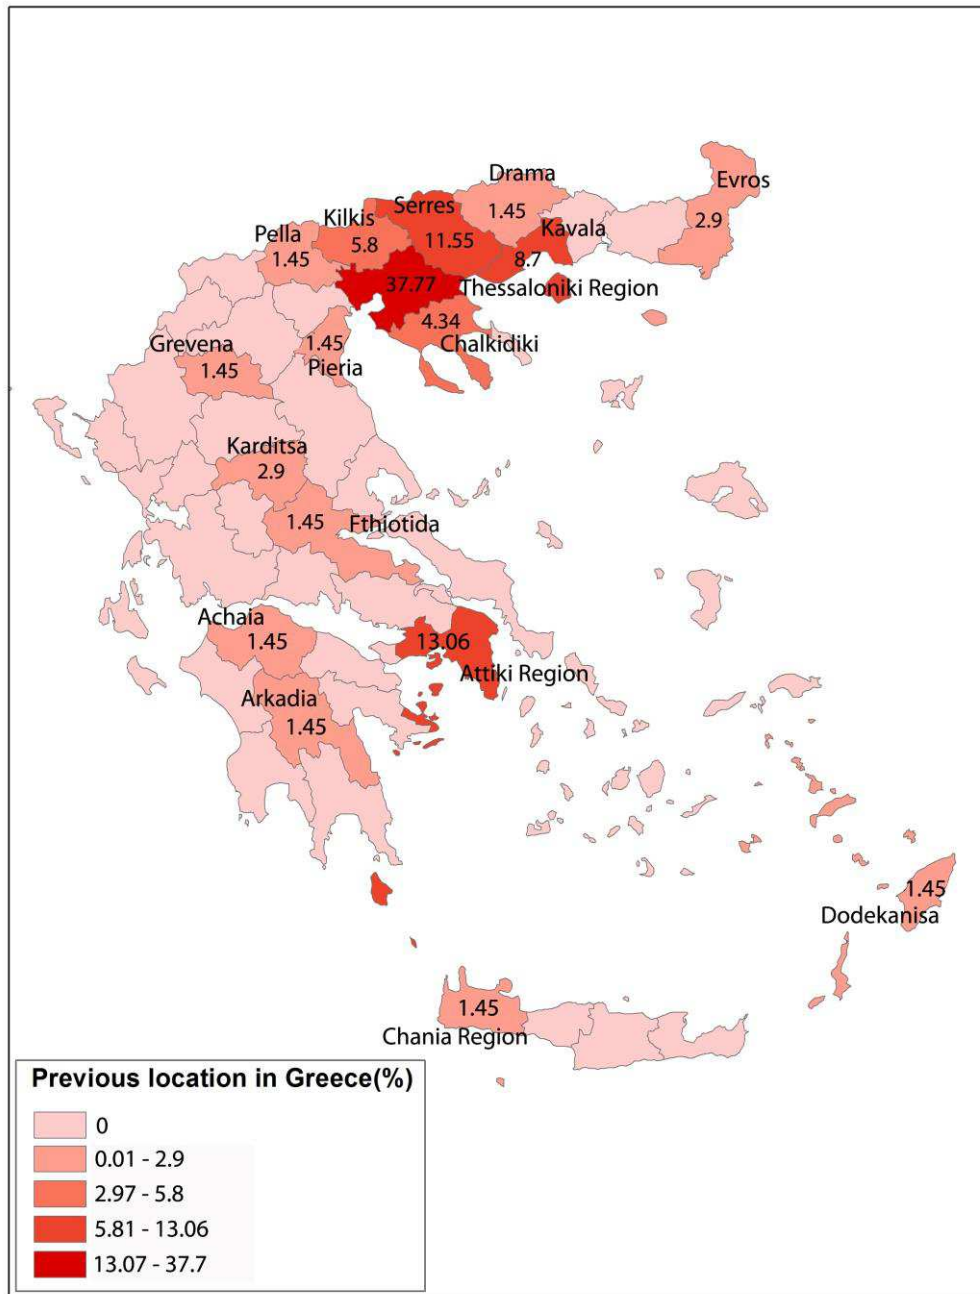 Drama
Evros
Serres
1.45
Kilkis
2.9
Kavala
Pella
5.8
11.55
1.45
8.7
37.77
Thessaloniki Region
4.34
Grevena
1.45
Chalkidiki
1.45
Pieria
Karditsa
2.9
1.45
Fthiotida
Achaia
1.45
13.06
Attiki Region
Arkadia
1.45
1.45
Dodekanisa
1.45
Chania Region
Previous location in Greece(%)
0
0.01 - 2.9
2.97 - 5.8
5.81 - 13.06
13.07 - 37.7